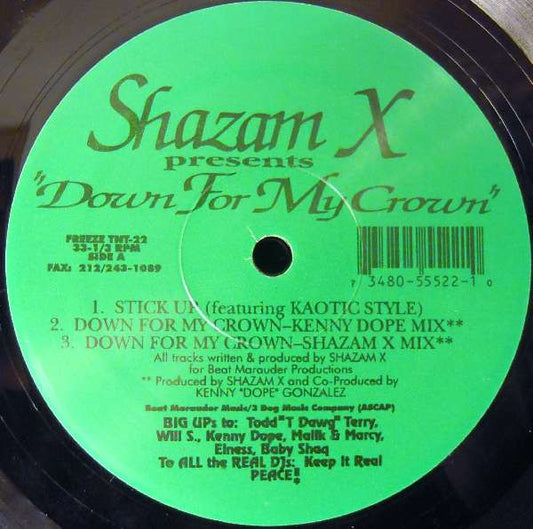 Shazam X
presents
"Down For My Crown"
FREEZE TNT-22
33-1/3 RPM
SIDE A
FAX: 212/243-1089
7 3480-55522-1 0
1. STICK UP (featuring KAOTIC STYLE)
2. DOWN FOR MY CROWN–KENNY DOPE MIX**
3. DOWN FOR MY CROWN–SHAZAM X MIX**
All tracks written & produced by SHAZAM X
for Beat Marauder Productions
** Produced by SHAZAM X and Co-Produced by
KENNY "DOPE" GONZALEZ
Beat Marauder Music/3 Dog Music Company (ASCAP)
BIG UPs to: Todd"T Dawg" Terry,
Will S., Kenny Dope, Malik & Marcy,
Elness, Baby Shaq
To ALL the REAL DJs: Keep It Real
PEACE!